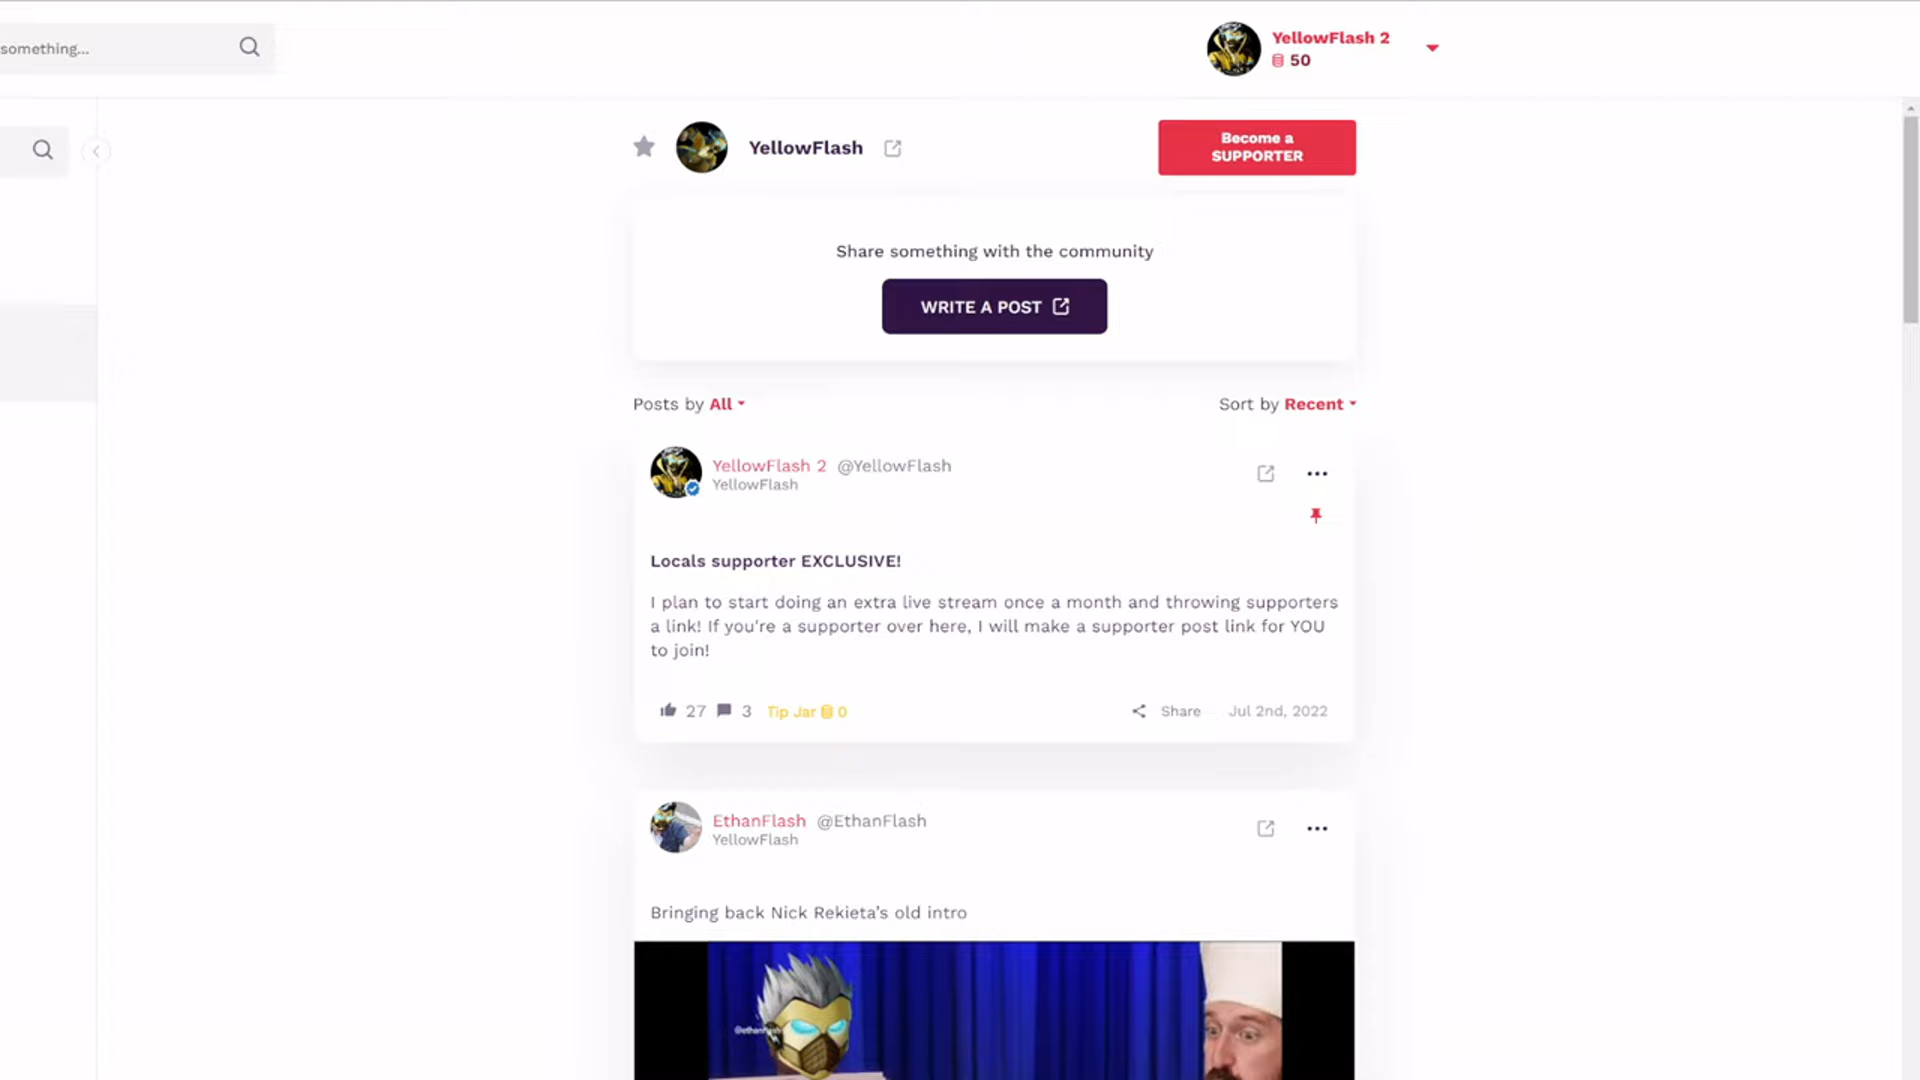 something...
YellowFlash 2
50
YellowFlash
Become a
SUPPORTER
Share something with the community
WRITE A POST
Posts by All
Sort by Recent
YellowFlash 2 @YellowFlash
YellowFlash
Locals supporter EXCLUSIVE!
I plan to start doing an extra live stream once a month and throwing supporters
a link! If you're a supporter over here, I will make a supporter post link for YOU
to join!
27 3 Tip Jar 0
Share Jul 2nd, 2022
EthanFlash @EthanFlash
YellowFlash
Bringing back Nick Rekieta's old intro
@ethanflash